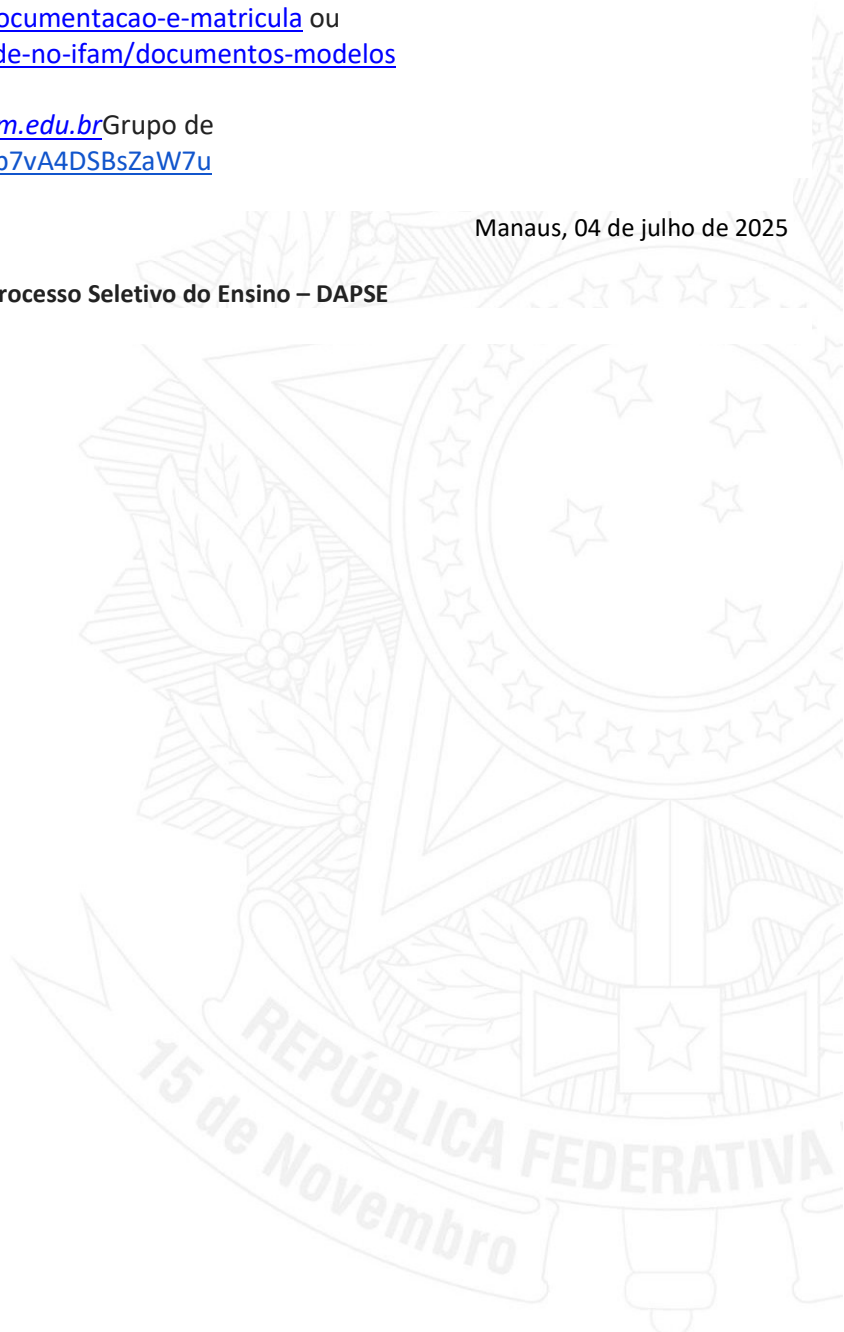 ocumentacao-e-matricula ou
de-no-ifam/documentos-modelos
m.edu.brGrupo de
p7vA4DSBsZaW7u
Manaus, 04 de julho de 2025
rocesso Seletivo do Ensino – DAPSE
REPÚBLICA FEDERATIVA
15 de Novembro